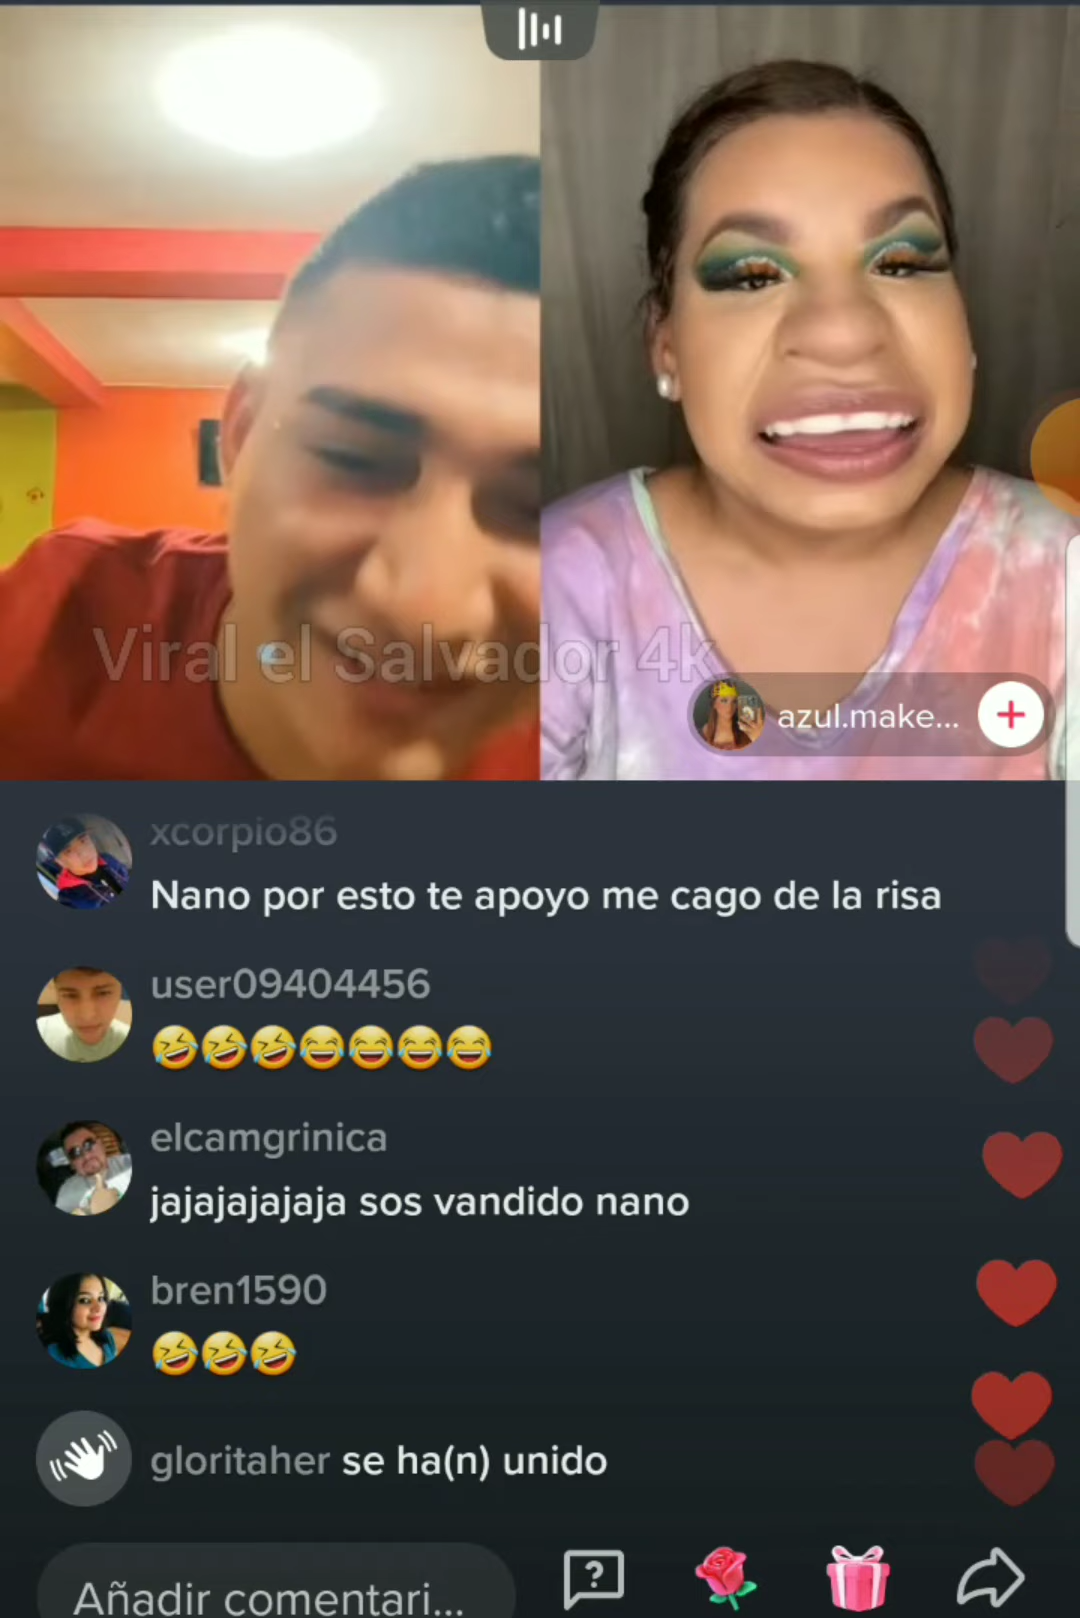 Viral el Salvador 4k
azul.make...
xcorpio86
Nano por esto te apoyo me cago de la risa
user09404456
🤣🤣🤣😂😂😂😂
elcamgrinica
jajajajajaja sos vandido nano
bren1590
🤣🤣🤣
gloritaher se ha(n) unido
Añadir comentari...